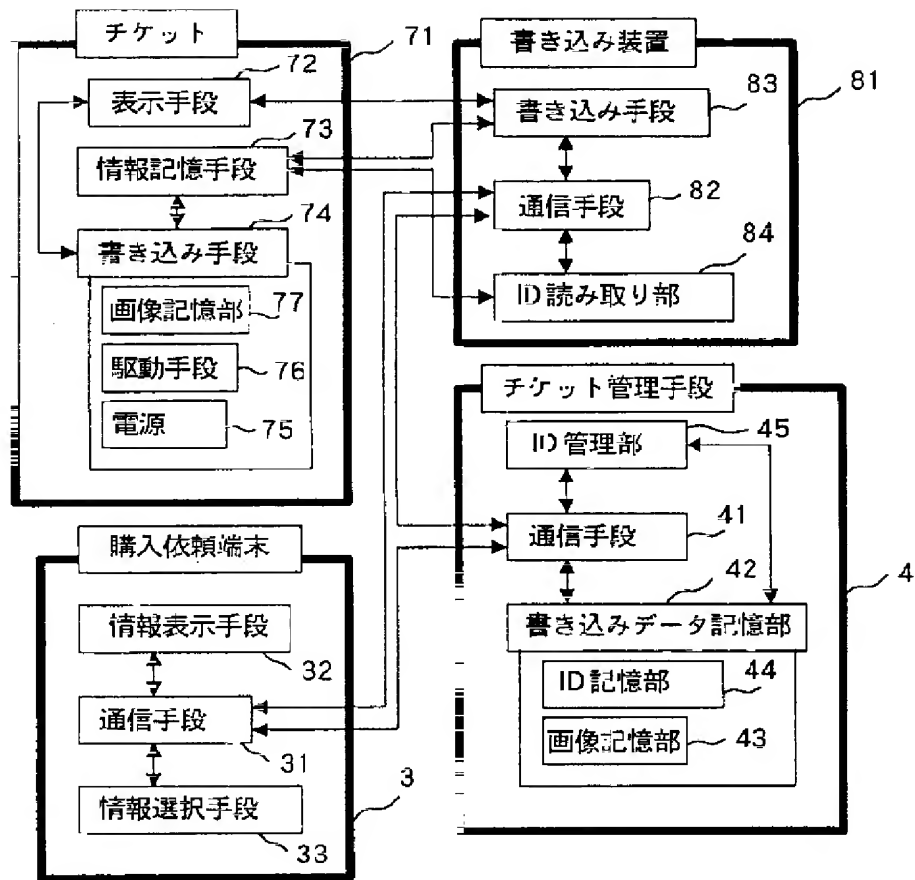 チケット
71
72
表示手段
73
情報記憶手段
74
書き込み手段
画像記憶部
77
駆動手段
76
電源
75
書き込み装置
81
書き込み手段
83
通信手段
82
84
ID読み取り部
チケット管理手段
4
ID管理部
45
通信手段
41
42
書き込みデータ記憶部
ID記憶部
44
画像記憶部
43
購入依頼端末
3
情報表示手段
32
通信手段
31
情報選択手段
33